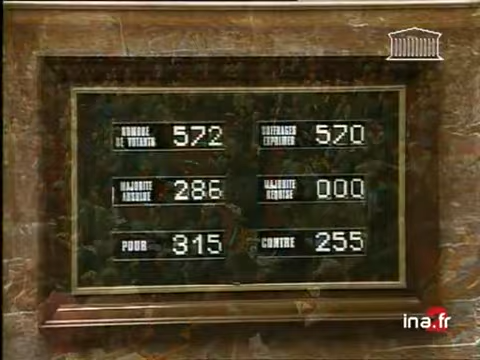 NOMBRE DE VOTANTS 572 SUFFRAGES EXPRIMES 570
MAJORITE ABSOLUE 286 MAJORITE REQUISE 000
POUR 315 CONTRE 255
ina.fr